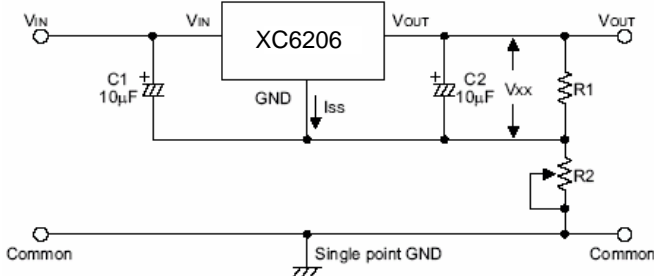 VIN
VIN
XC6206
VOUT
VOUT
C1
+
10μF
GND
ISS
+
C2
10μF
VXX
R1
R2
Common
Single point GND
Common